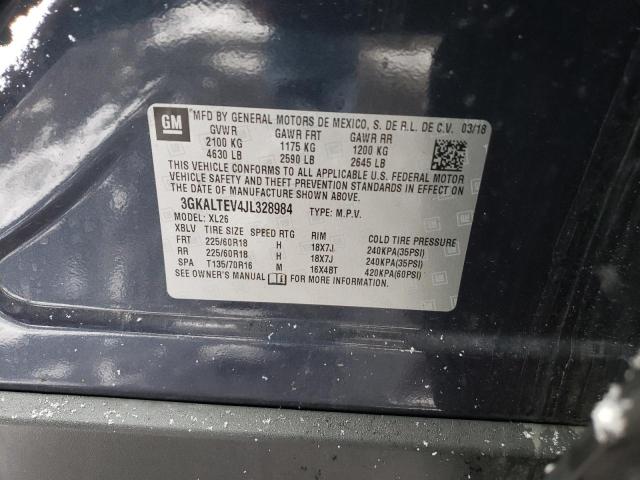 GM
MFD BY GENERAL MOTORS DE MEXICO, S. DE R.L. DE C.V. 03/18
GVWR GAWR FRT GAWR RR
2100 KG 1175 KG 1200 KG
4630 LB 2590 LB 2645 LB
THIS VEHICLE CONFORMS TO ALL APPLICABLE U.S. FEDERAL MOTOR
VEHICLE SAFETY AND THEFT PREVENTION STANDARDS IN EFFECT ON THE
DATE OF MANUFACTURE SHOWN ABOVE.
3GKALTEV4JL328984 TYPE: M.P.V.
MODEL: XL26
XBLV TIRE SIZE SPEED RTG RIM COLD TIRE PRESSURE
FRT 225/60R18 H 18X7J 240KPA(35PSI)
RR 225/60R18 H 18X7J 240KPA(35PSI)
SPA T135/70R16 M 16X4BT 420KPA(60PSI)
SEE OWNER'S MANUAL FOR MORE INFORMATION.